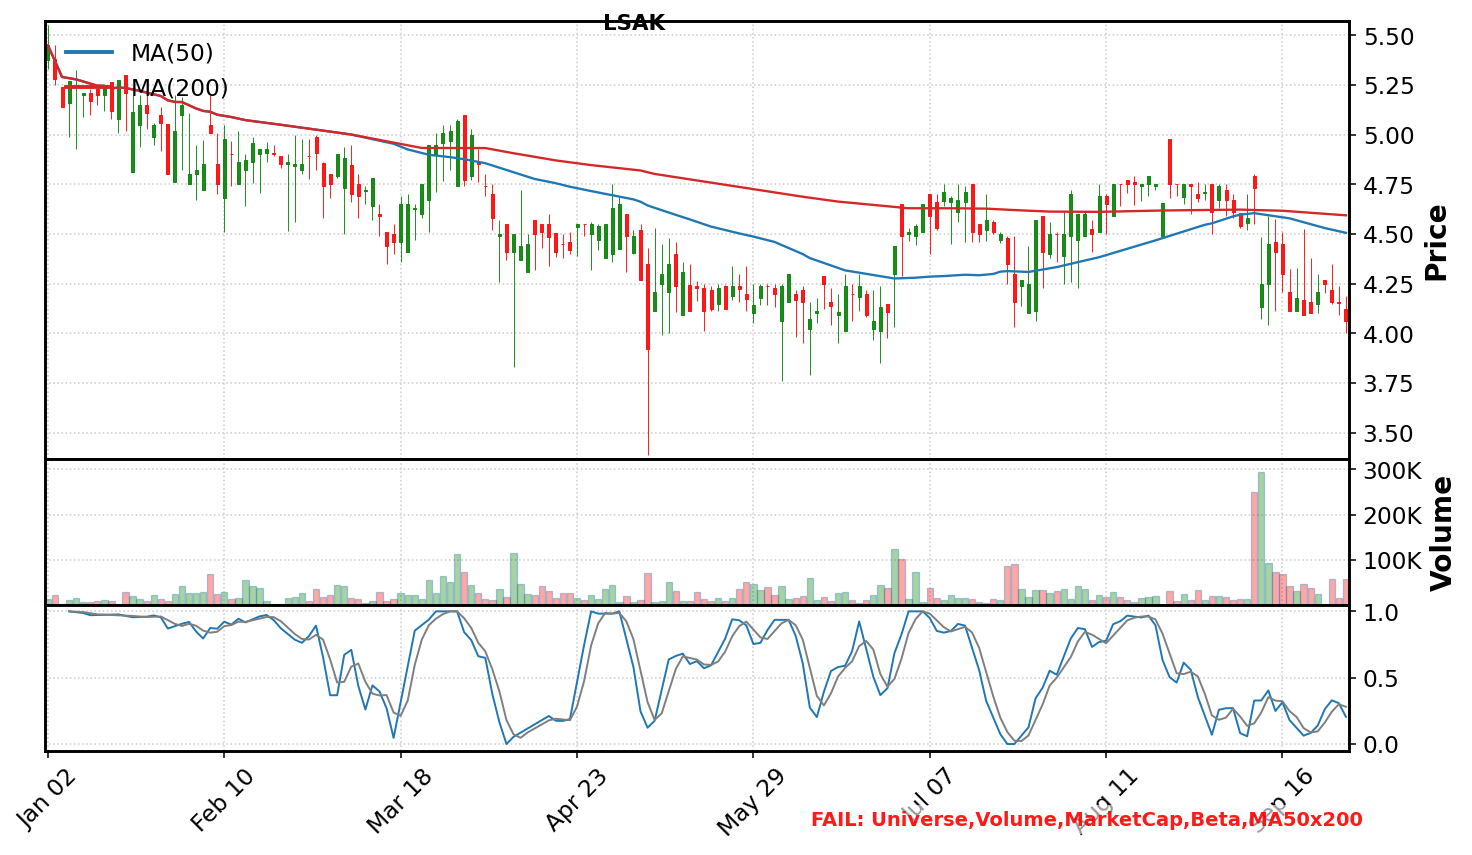 LSAK
MA(50)
MA(200)
5.50
5.25
5.00
4.75
4.50
4.25
4.00
3.75
3.50
Price
300K
200K
100K
Volume
1.0
0.5
0.0
Jan 02
Feb 10
Mar 18
Apr 23
May 29
Jul 07
Aug 11
Sep 16
FAIL: Universe,Volume,MarketCap,Beta,MA50x200